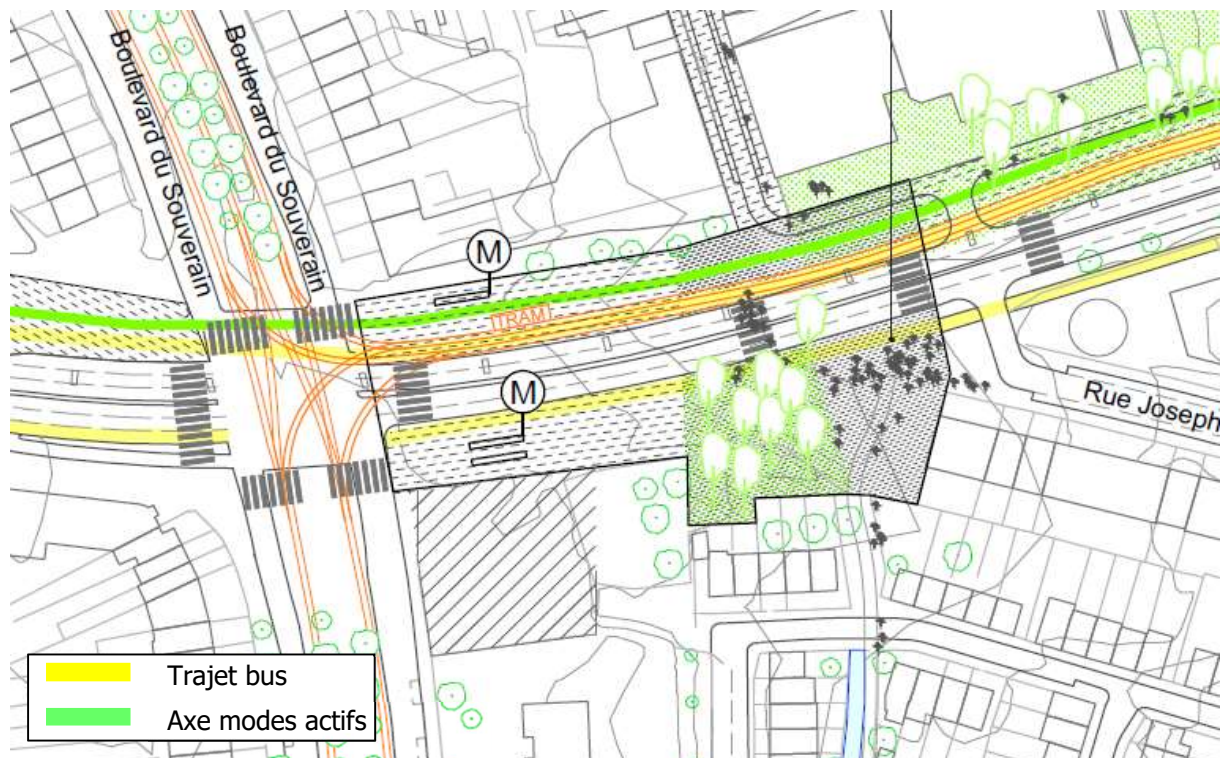 Boulevard du Souverain
Boulevard du Souverain
M
TRAM
M
Rue Joseph
Trajet bus
Axe modes actifs